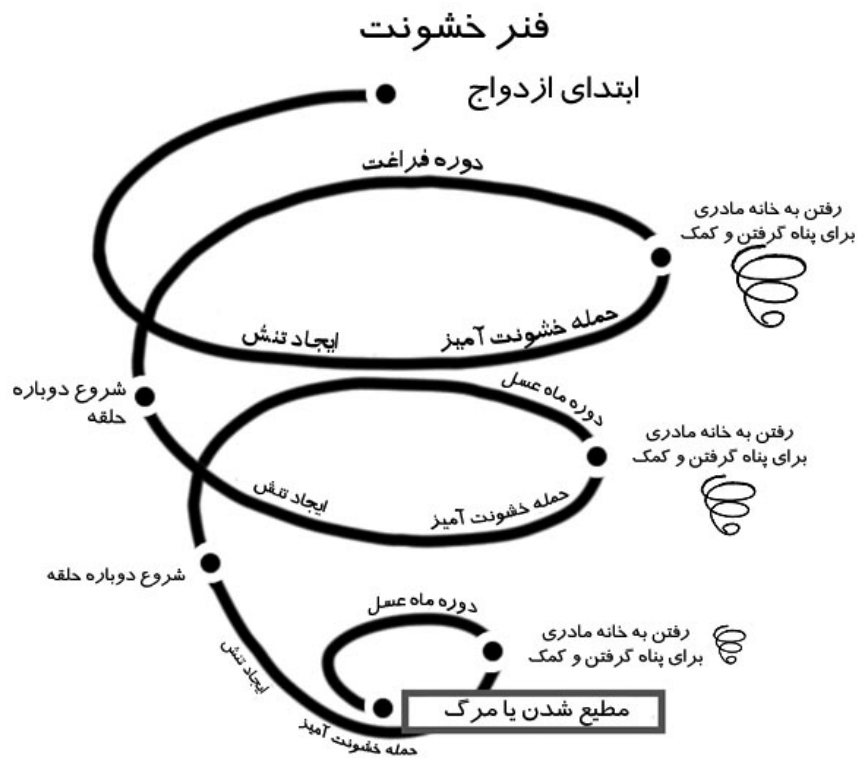 فنر خشونت
ابتدای ازدواج
دوره فراغت
رفتن به خانه مادری
برای پناه گرفتن و کمک
حمله خشونت آمیز
ایجاد تنش
شروع دوباره
حلقه
دوره ماه عسل
رفتن به خانه مادری
برای پناه گرفتن و کمک
حمله خشونت آمیز
ایجاد تنش
شروع دوباره حلقه
دوره ماه عسل
رفتن به خانه مادری
برای پناه گرفتن و کمک
ایجاد تنش
حمله خشونت آمیز
مطیع شدن یا مرگ